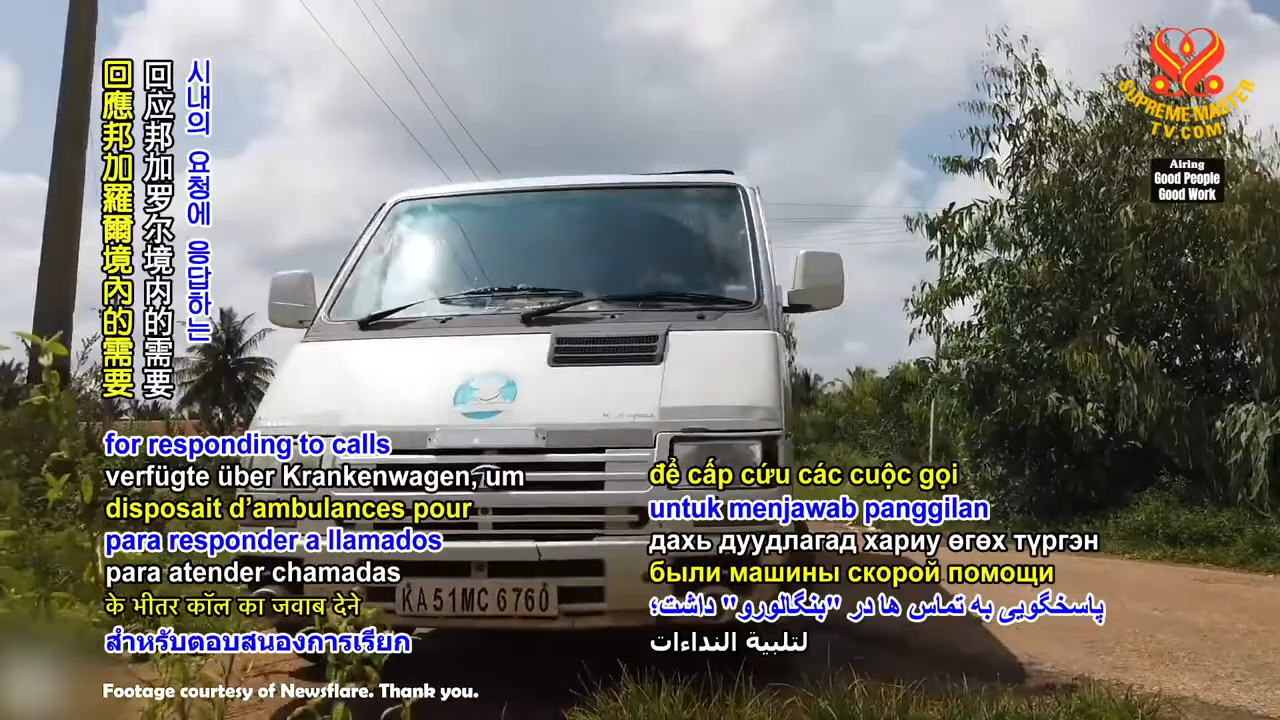 回應邦加羅爾境內的需要
回应邦加罗尔境内的需要
시내의 요청에 응답하는
SUPREME MASTER
TV.COM
Airing
Good People
Good Work
for responding to calls
verfügte über Krankenwagen, um
disposait d’ambulances pour
para responder a llamados
para atender chamadas
के भीतर कॉल का जवाब देने
สำหรับตอบสนองการเรียก
để cấp cứu các cuộc gọi
untuk menjawab panggilan
дахь дуудлагад хариу өгөх түргэн
были машины скорой помощи
پاسخگویی به تماس ها در "بنگالورو" داشت؛
لتلبية النداءات
KA51MC6760
Footage courtesy of Newsflare. Thank you.